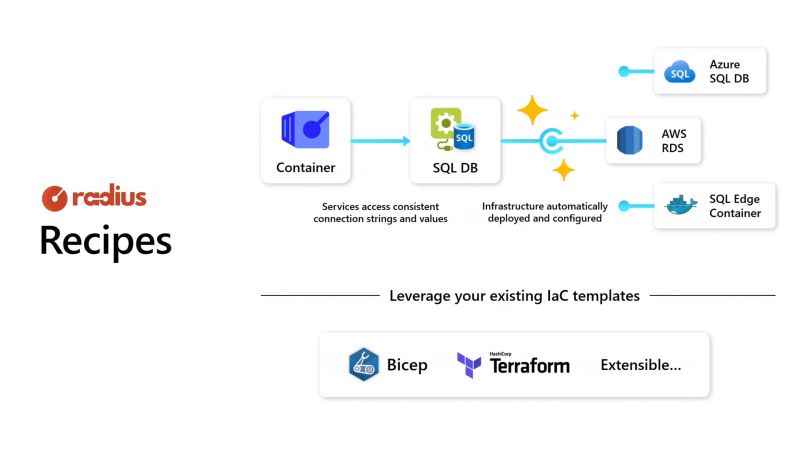 radius
Recipes
Container
SQL
SQL DB
Services access consistent
connection strings and values
Infrastructure automatically
deployed and configured
SQL
Azure
SQL DB
AWS
RDS
SQL Edge
Container
Leverage your existing IaC templates
Bicep
HashiCorp
Terraform
Extensible...